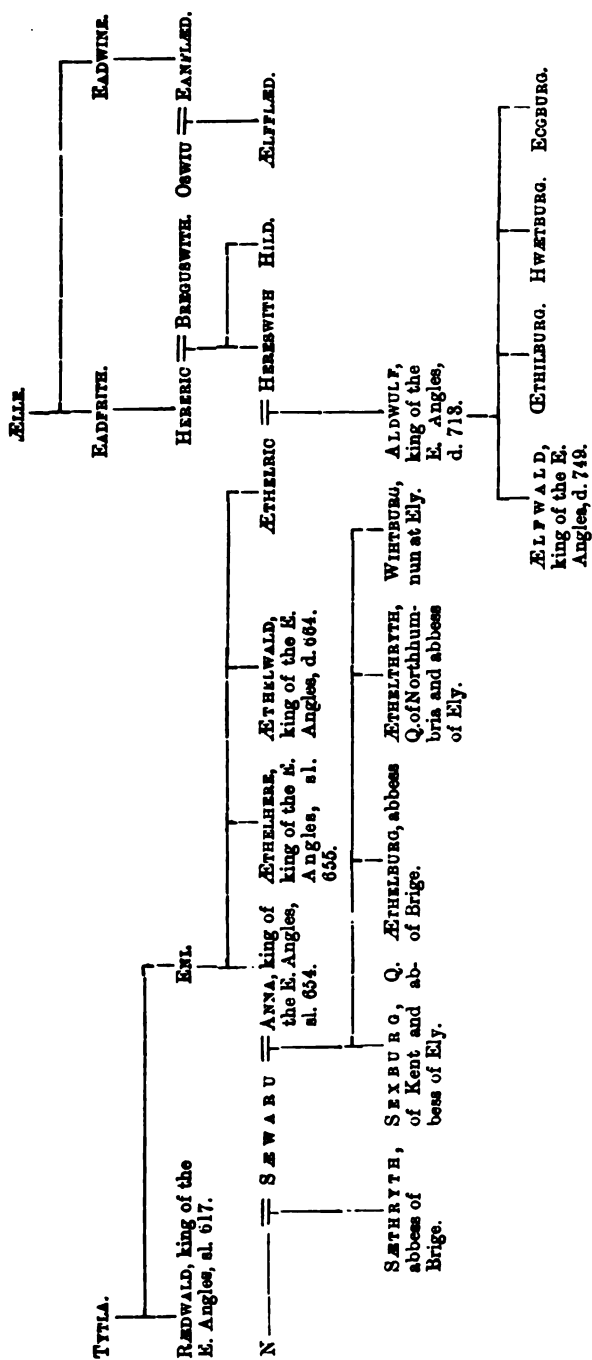 ÆLLE.
TYTLA.
EADFRITH.
EADWINE.
RÆDWALD, king of the
E. Angles, sl. 617.
ENI.
HERERIC
BREGUSWITH.
OSWIU
EANFLÆD.
N
SÆWARU
ANNA, king of
the E. Angles,
sl. 654.
ÆTHELHERE,
king of the E.
Angles, sl.
655.
ÆTHELWALD,
king of the E.
Angles, d. 664.
ÆTHELRIC
HERESWITH
HILD.
ÆLFFLÆD.
SÆTHRYTH,
abbess of
Brige.
SEXBURG, Q.
of Kent and ab-
bess of Ely.
ÆTHELBURG, abbess
of Brige.
ÆTHELTHRYTH,
Q. of Northhum-
bria and abbess
of Ely.
WIHTBURG,
nun at Ely.
ALDWULF,
king of the
E. Angles,
d. 713.
ÆLFWALD,
king of the E.
Angles, d. 749.
ŒTHILBURG.
HWÆTBURG.
ECGBURG.